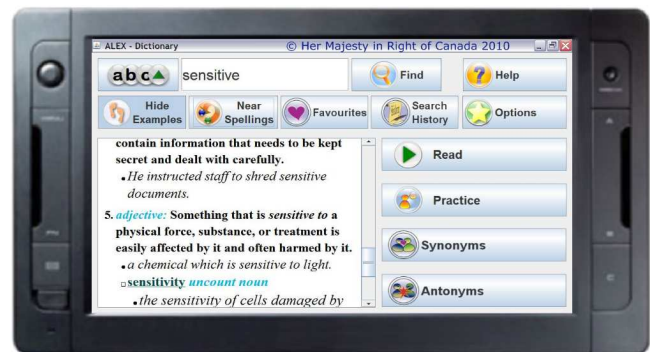 ALEX - Dictionary © Her Majesty in Right of Canada 2010
abc sensitive Find Help
Hide Examples Near Spellings Favourites Search History Options
contain information that needs to be kept
secret and dealt with carefully.
He instructed staff to shred sensitive
documents.
5. adjective: Something that is sensitive to a
physical force, substance, or treatment is
easily affected by it and often harmed by it.
a chemical which is sensitive to light.
sensitivity uncount noun
the sensitivity of cells damaged by
Read
Practice
Synonyms
Antonyms